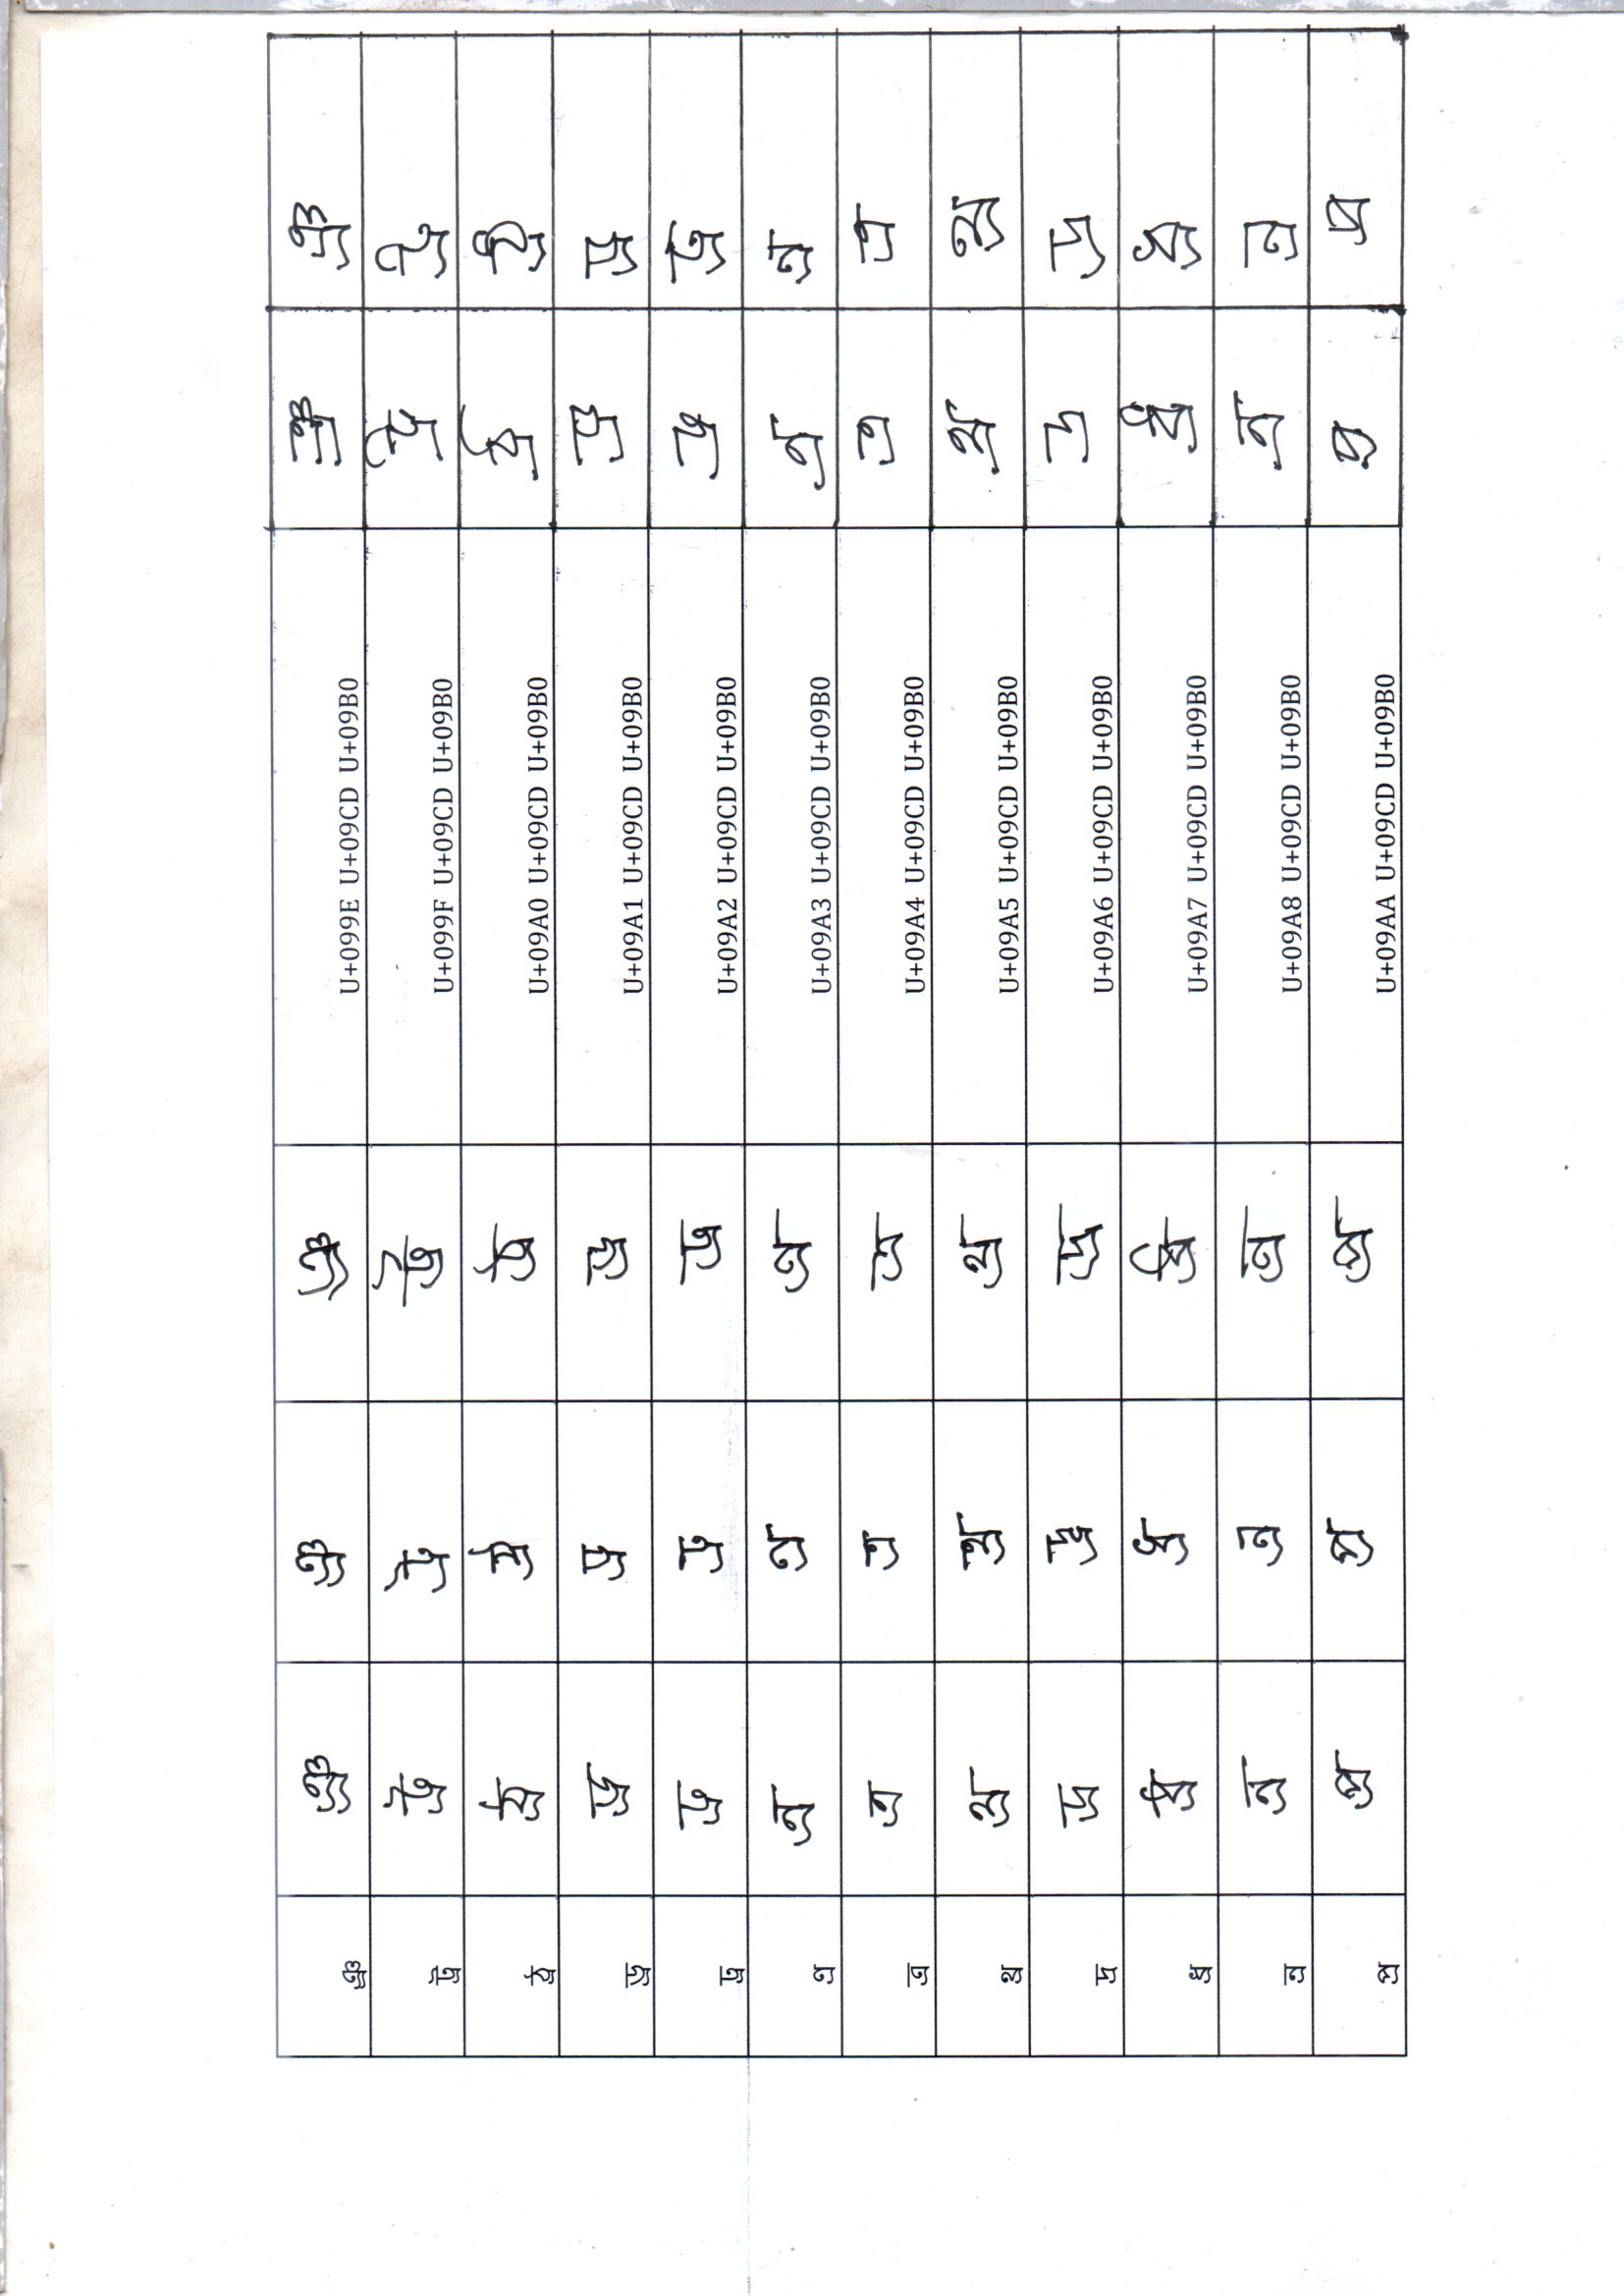 ঞ্র ঞ্র ঞ্র ঞ্র U+099E U+09CD U+09B0 ঞ্র ঞ্র
ট্র ট্র ট্র ট্র U+099F U+09CD U+09B0 ট্র ট্র
ঠ্র ঠ্র ঠ্র ঠ্র U+09A0 U+09CD U+09B0 ঠ্র ঠ্র
ড্র ড্র ড্র ড্র U+09A1 U+09CD U+09B0 ড্র ড্র
ঢ্র ঢ্র ঢ্র ঢ্র U+09A2 U+09CD U+09B0 ঢ্র ঢ্র
ণ্র ণ্র ণ্র ণ্র U+09A3 U+09CD U+09B0 ণ্র ণ্র
ত্র ত্র ত্র ত্র U+09A4 U+09CD U+09B0 ত্র ত্র
থ্র থ্র থ্র থ্র U+09A5 U+09CD U+09B0 থ্র থ্র
দ্র দ্র দ্র দ্র U+09A6 U+09CD U+09B0 দ্র দ্র
ধ্র ধ্র ধ্র ধ্র U+09A7 U+09CD U+09B0 ধ্র ধ্র
ন্র ন্র ন্র ন্র U+09A8 U+09CD U+09B0 ন্র ন্র
প্র প্র প্র প্র U+09AA U+09CD U+09B0 প্র প্র